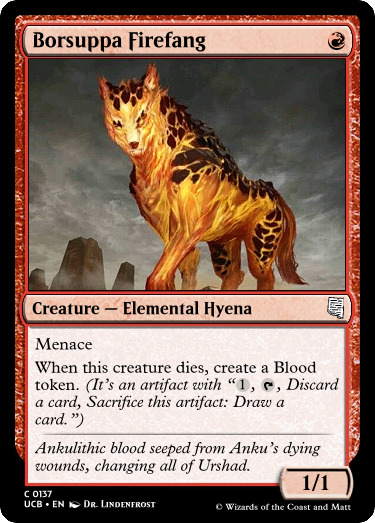 Borsuppa Firefang
Creature — Elemental Hyena
Menace
When this creature dies, create a Blood
token. (It's an artifact with “1, , Discard
a card, Sacrifice this artifact: Draw a
card.”)
Ankulithic blood seeped from Anku's dying
wounds, changing all of Urshad.
1/1
C 0137
UCB • EN Dr. Lindenfrost
© Wizards of the Coast and Matt